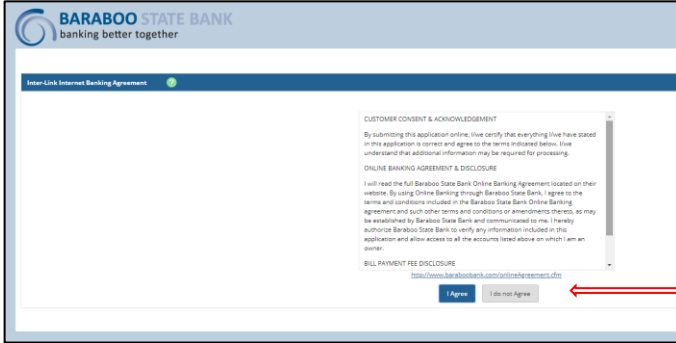 BARABOO STATE BANK
banking better together
Inter-Link Internet Banking Agreement ?
CUSTOMER CONSENT & ACKNOWLEDGEMENT
By submitting this application online, I/we certify that everything I/we have stated
in this application is correct and agree to the terms indicated below. I/we
understand that additional information may be required for processing.
ONLINE BANKING AGREEMENT & DISCLOSURE
I will read the full Baraboo State Bank Online Banking Agreement located on their
website. By using Online Banking through Baraboo State Bank, I agree to the
terms and conditions included in the Baraboo State Bank Online Banking
agreement and such other terms and conditions or amendments thereto, as may
be established by Baraboo State Bank and communicated to me. I hereby
authorize Baraboo State Bank to verify any information included in this
application and allow access to all the accounts listed above on which I am an
owner.
BILL PAYMENT FEE DISCLOSURE
http://www.baraboobank.com/onlineAgreement.cfm
I Agree I do not Agree